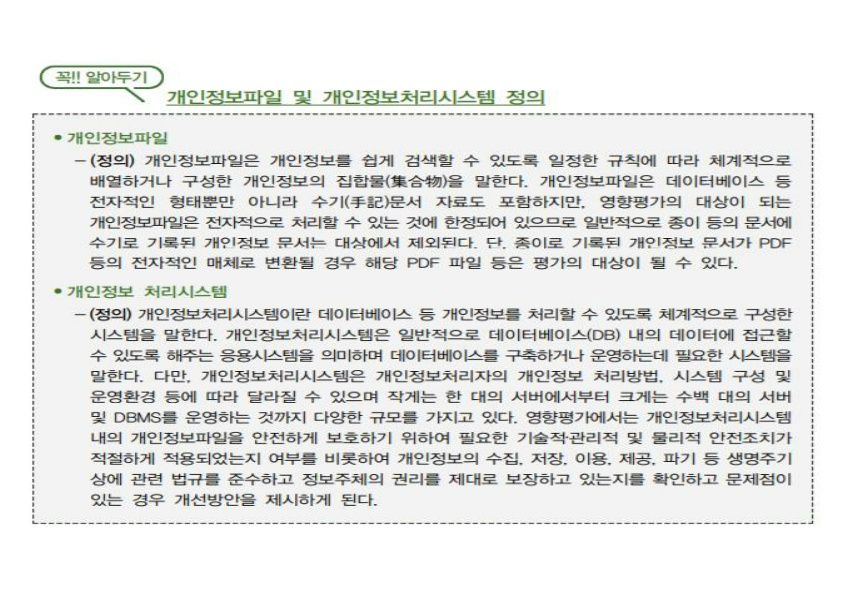 꼭!! 알아두기
개인정보파일 및 개인정보처리시스템 정의
• 개인정보파일
– (정의) 개인정보파일은 개인정보를 쉽게 검색할 수 있도록 일정한 규칙에 따라 체계적으로
배열하거나 구성한 개인정보의 집합물(集合物)을 말한다. 개인정보파일은 데이터베이스 등
전자적인 형태뿐만 아니라 수기(手記)문서 자료도 포함하지만, 영향평가의 대상이 되는
개인정보파일은 전자적으로 처리할 수 있는 것에 한정되어 있으므로 일반적으로 종이 등의 문서에
수기로 기록된 개인정보 문서는 대상에서 제외된다. 단, 종이로 기록된 개인정보 문서가 PDF
등의 전자적인 매체로 변환될 경우 해당 PDF 파일 등은 평가의 대상이 될 수 있다.
• 개인정보 처리시스템
– (정의) 개인정보처리시스템이란 데이터베이스 등 개인정보를 처리할 수 있도록 체계적으로 구성한
시스템을 말한다. 개인정보처리시스템은 일반적으로 데이터베이스(DB) 내의 데이터에 접근할
수 있도록 해주는 응용시스템을 의미하며 데이터베이스를 구축하거나 운영하는데 필요한 시스템을
말한다. 다만, 개인정보처리시스템은 개인정보처리자의 개인정보 처리방법, 시스템 구성 및
운영환경 등에 따라 달라질 수 있으며 작게는 한 대의 서버에서부터 크게는 수백 대의 서버
및 DBMS를 운영하는 것까지 다양한 규모를 가지고 있다. 영향평가에서는 개인정보처리시스템
내의 개인정보파일을 안전하게 보호하기 위하여 필요한 기술적·관리적 및 물리적 안전조치가
적절하게 적용되었는지 여부를 비롯하여 개인정보의 수집, 저장, 이용, 제공, 파기 등 생명주기
상에 관련 법규를 준수하고 정보주체의 권리를 제대로 보장하고 있는지를 확인하고 문제점이
있는 경우 개선방안을 제시하게 된다.